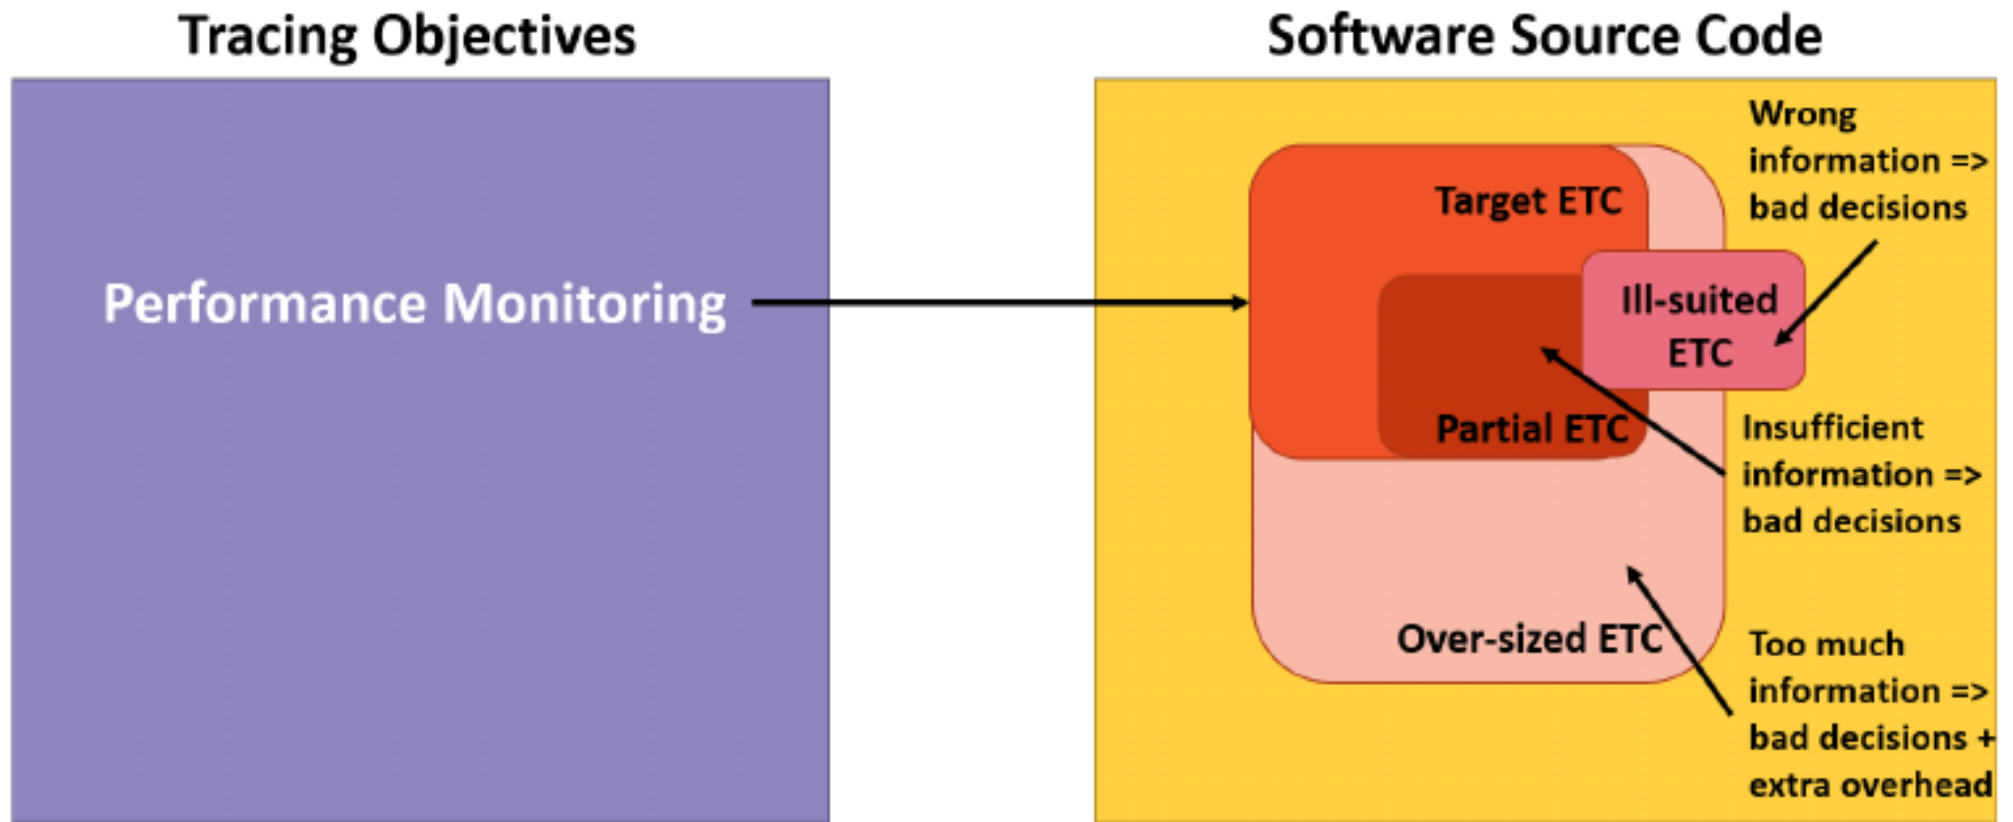 Tracing Objectives
Performance Monitoring
Software Source Code
Target ETC
Ill-suited
ETC
Partial ETC
Over-sized ETC
Wrong
information =>
bad decisions
Insufficient
information =>
bad decisions
Too much
information =>
bad decisions +
extra overhead